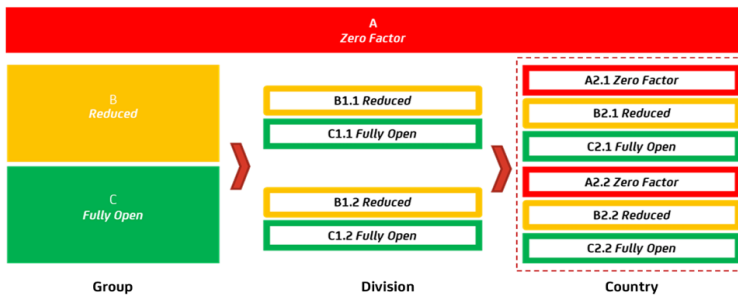 A
Zero Factor
B
Reduced
C
Fully Open
B1.1 Reduced
C1.1 Fully Open
B1.2 Reduced
C1.2 Fully Open
A2.1 Zero Factor
B2.1 Reduced
C2.1 Fully Open
A2.2 Zero Factor
B2.2 Reduced
C2.2 Fully Open
Group
Division
Country